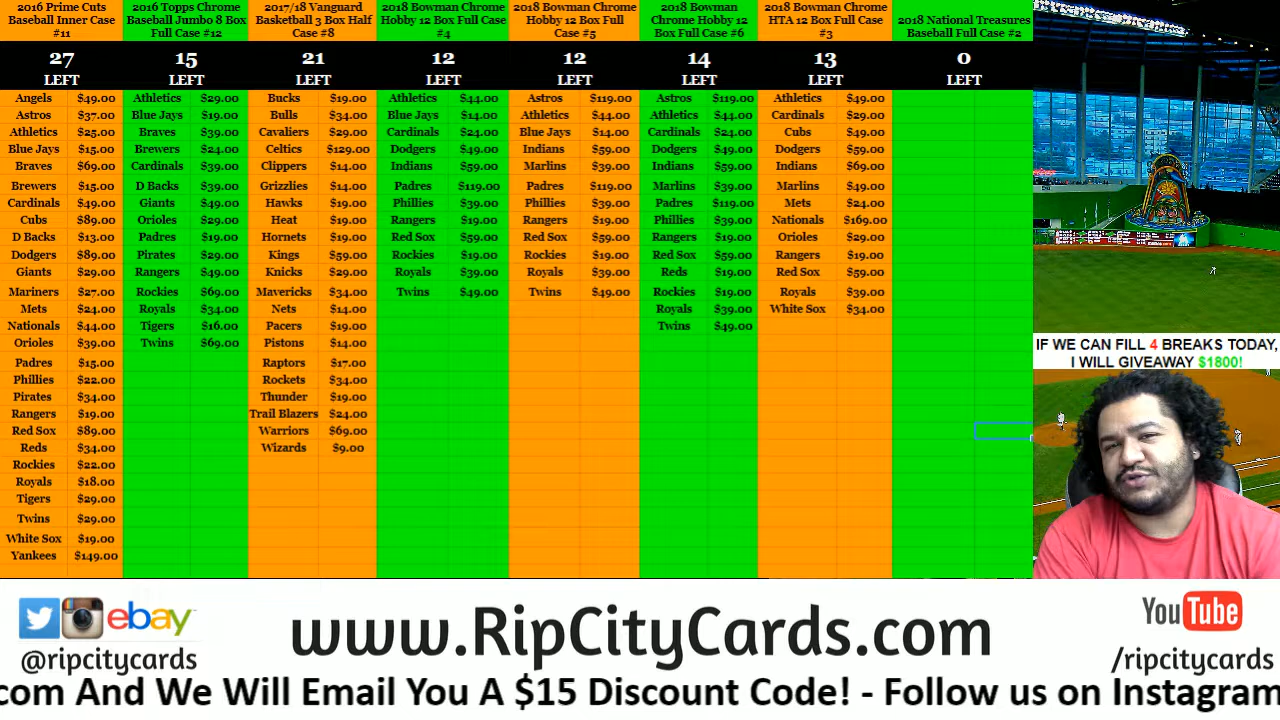 2016 Prime Cuts
Baseball Inner Case
#11
27
LEFT
Angels $49.00
Astros $37.00
Athletics $25.00
Blue Jays $15.00
Braves $69.00
Brewers $15.00
Cardinals $49.00
Cubs $89.00
D Backs $13.00
Dodgers $89.00
Giants $29.00
Mariners $27.00
Mets $24.00
Nationals $44.00
Orioles $39.00
Padres $15.00
Phillies $22.00
Pirates $34.00
Rangers $19.00
Red Sox $89.00
Reds $34.00
Rockies $22.00
Royals $18.00
Tigers $29.00
Twins $29.00
White Sox $19.00
Yankees $149.00
2016 Topps Chrome
Baseball Jumbo 8 Box
Full Case #12
15
LEFT
Athletics $29.00
Blue Jays $19.00
Braves $39.00
Brewers $24.00
Cardinals $39.00
D Backs $39.00
Giants $49.00
Orioles $29.00
Padres $19.00
Pirates $29.00
Rangers $49.00
Rockies $69.00
Royals $34.00
Tigers $16.00
Twins $69.00
2017/18 Vanguard
Basketball 3 Box Half
Case #8
21
LEFT
Bucks $19.00
Bulls $34.00
Cavaliers $29.00
Celtics $129.00
Clippers $14.00
Grizzlies $14.00
Hawks $19.00
Heat $19.00
Hornets $19.00
Kings $59.00
Knicks $29.00
Mavericks $34.00
Nets $14.00
Pacers $19.00
Pistons $14.00
Raptors $17.00
Rockets $34.00
Thunder $19.00
Trail Blazers $24.00
Warriors $69.00
Wizards $9.00
2018 Bowman Chrome
Hobby 12 Box Full Case
#4
12
LEFT
Athletics $44.00
Blue Jays $14.00
Cardinals $24.00
Dodgers $49.00
Indians $59.00
Padres $119.00
Phillies $39.00
Rangers $19.00
Red Sox $59.00
Rockies $19.00
Royals $39.00
Twins $49.00
2018 Bowman Chrome
Hobby 12 Box Full
Case #5
12
LEFT
Astros $119.00
Athletics $44.00
Blue Jays $14.00
Indians $59.00
Marlins $39.00
Padres $119.00
Phillies $39.00
Rangers $19.00
Red Sox $59.00
Rockies $19.00
Royals $39.00
Twins $49.00
2018 Bowman
Chrome Hobby 12
Box Full Case #6
14
LEFT
Astros $119.00
Athletics $44.00
Cardinals $24.00
Dodgers $49.00
Indians $59.00
Marlins $39.00
Padres $119.00
Phillies $39.00
Rangers $19.00
Red Sox $59.00
Reds $19.00
Rockies $19.00
Royals $39.00
Twins $49.00
2018 Bowman Chrome
HTA 12 Box Full Case
#3
13
LEFT
Athletics $49.00
Cardinals $29.00
Cubs $49.00
Dodgers $59.00
Indians $69.00
Marlins $49.00
Mets $24.00
Nationals $169.00
Orioles $29.00
Rangers $19.00
Red Sox $59.00
Royals $39.00
White Sox $34.00
2018 National Treasures
Baseball Full Case #2
0
LEFT
IF WE CAN FILL 4 BREAKS TODAY,
I WILL GIVEAWAY $1800!
ebay
@ripcitycards
www.RipCityCards.com
YouTube
/ripcitycards
com And We Will Email You A $15 Discount Code! - Follow us on Instagram